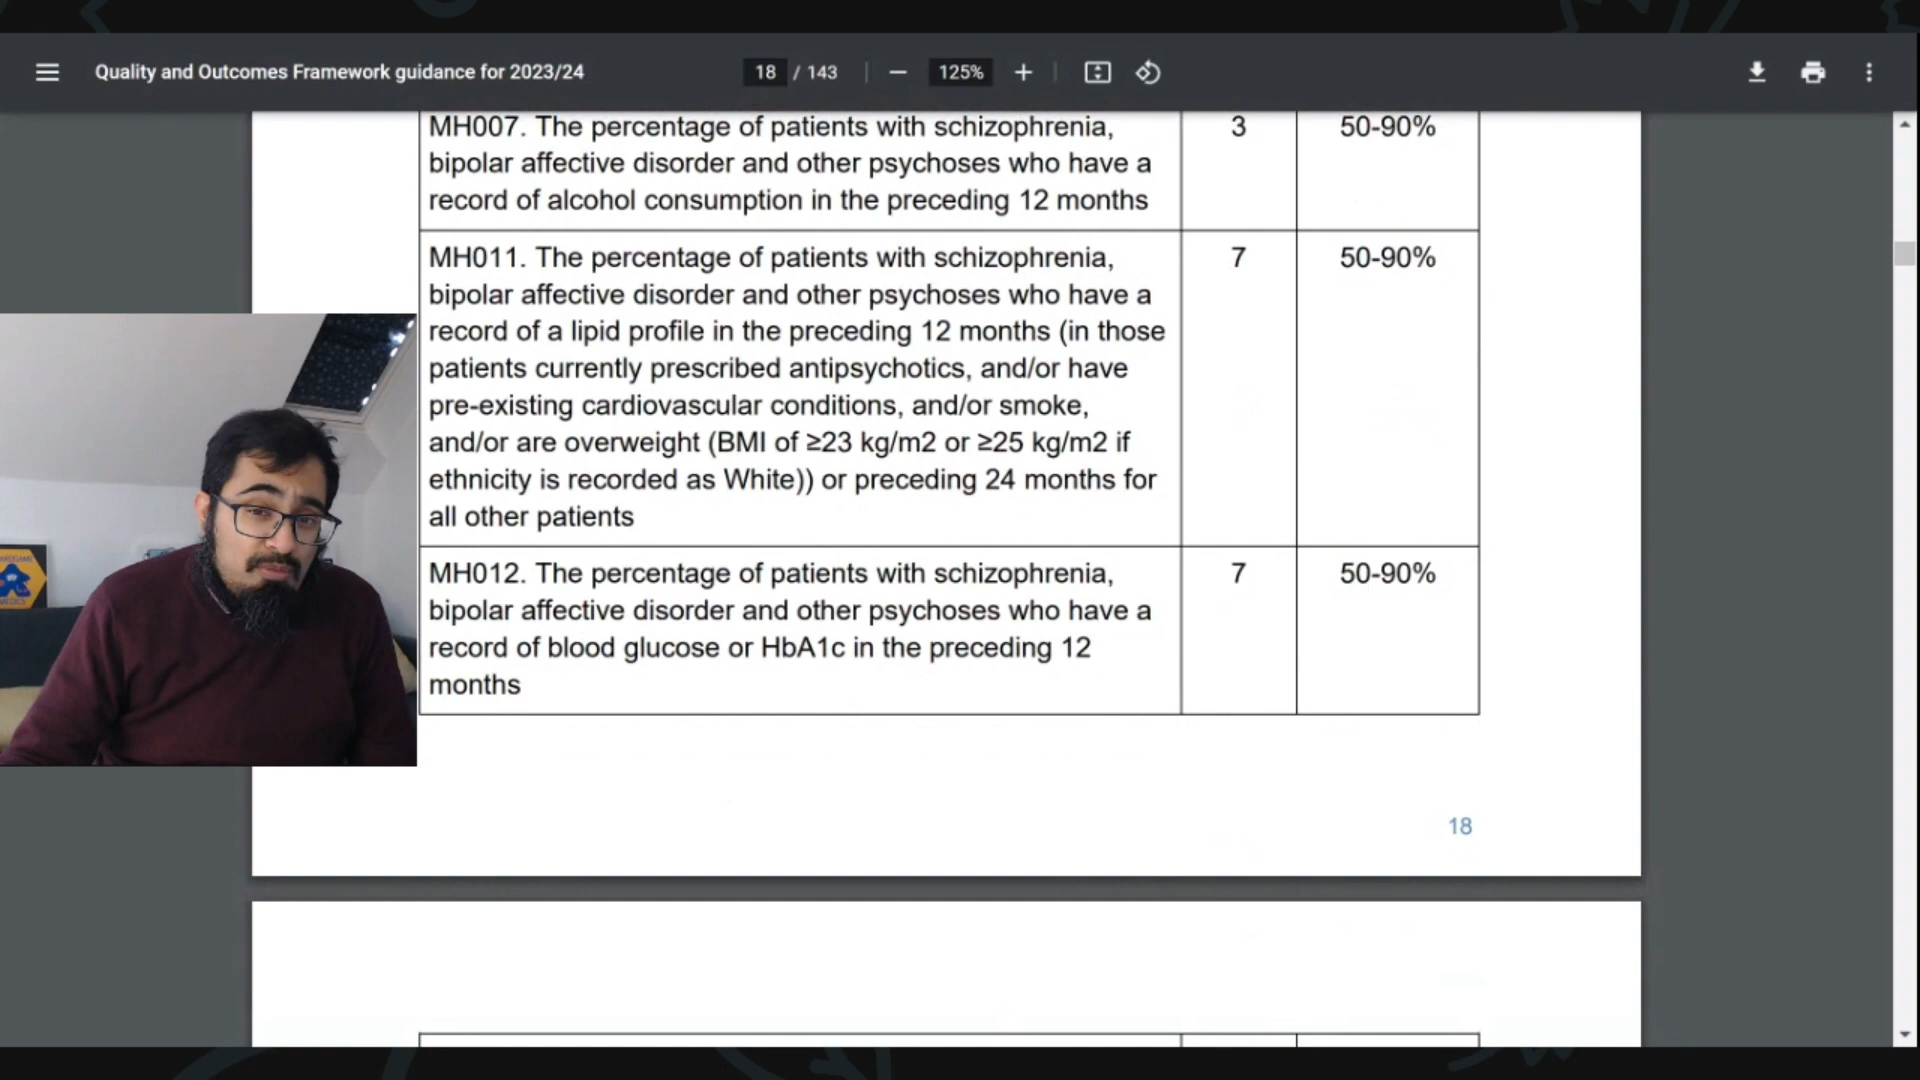 Quality and Outcomes Framework guidance for 2023/24
18 / 143
125%
MH007. The percentage of patients with schizophrenia,
bipolar affective disorder and other psychoses who have a
record of alcohol consumption in the preceding 12 months
3
50-90%
MH011. The percentage of patients with schizophrenia,
bipolar affective disorder and other psychoses who have a
record of a lipid profile in the preceding 12 months (in those
patients currently prescribed antipsychotics, and/or have
pre-existing cardiovascular conditions, and/or smoke,
and/or are overweight (BMI of ≥23 kg/m2 or ≥25 kg/m2 if
ethnicity is recorded as White)) or preceding 24 months for
all other patients
7
50-90%
MH012. The percentage of patients with schizophrenia,
bipolar affective disorder and other psychoses who have a
record of blood glucose or HbA1c in the preceding 12
months
7
50-90%
18